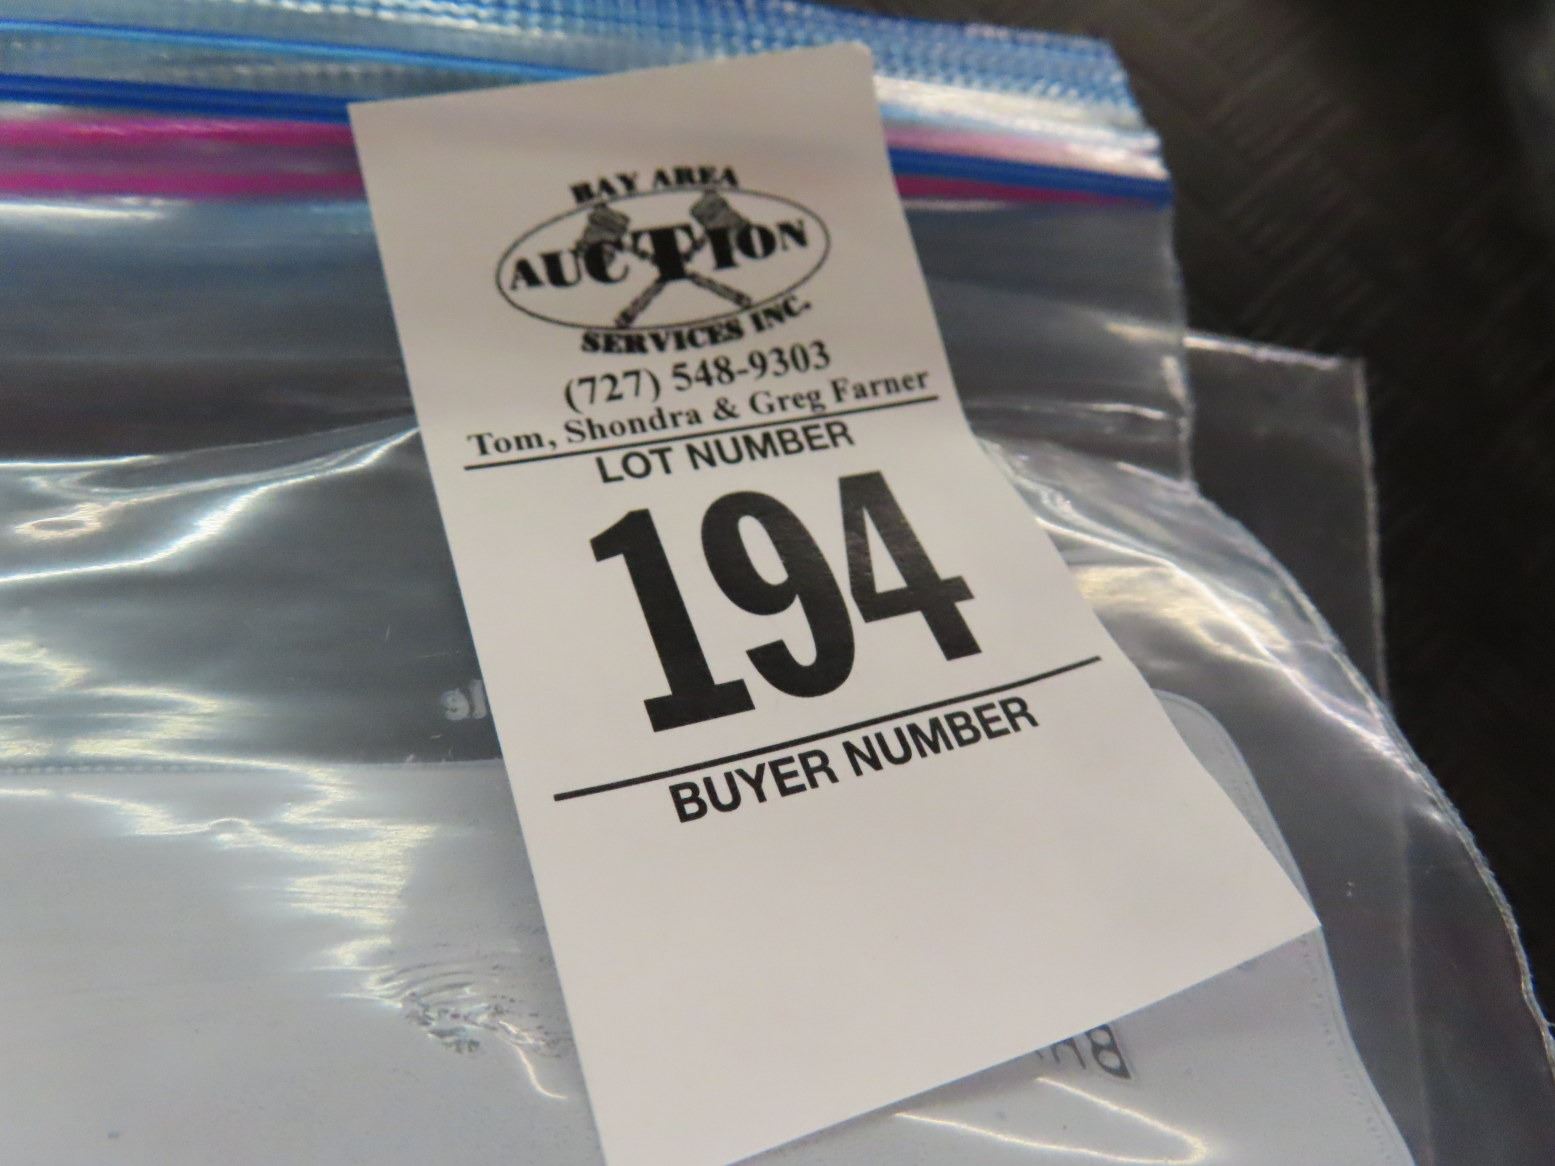 BAY AREA
AUCTION
SERVICES INC.
(727) 548-9303
Tom, Shondra & Greg Farner
LOT NUMBER
194
BUYER NUMBER